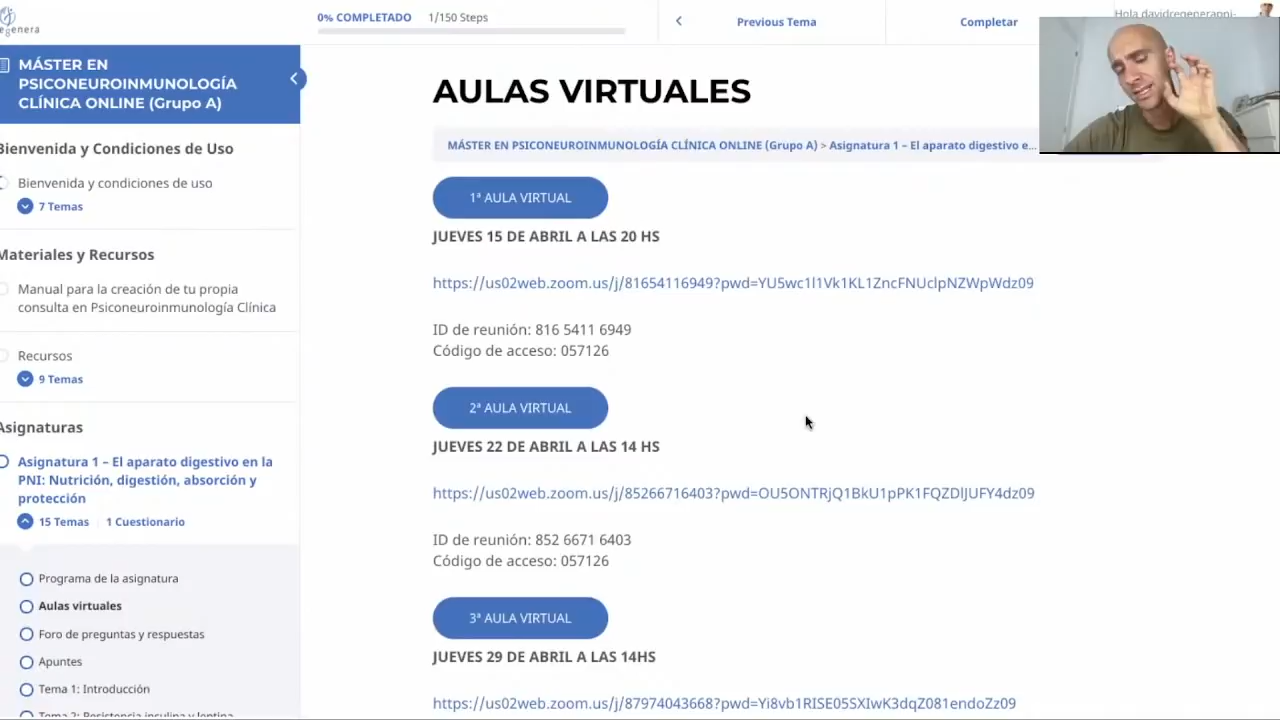 egenera
0% COMPLETADO
1/150 Steps
Previous Tema
Completar
Hola davidregenerapni-
MÁSTER EN
PSICONEUROINMUNOLOGÍA
CLÍNICA ONLINE (Grupo A)
Bienvenida y Condiciones de Uso
Bienvenida y condiciones de uso
7 Temas
Materiales y Recursos
Manual para la creación de tu propia
consulta en Psiconeuroinmunología Clínica
Recursos
9 Temas
Asignaturas
Asignatura 1 – El aparato digestivo en la
PNI: Nutrición, digestión, absorción y
protección
15 Temas | 1 Cuestionario
Programa de la asignatura
Aulas virtuales
Foro de preguntas y respuestas
Apuntes
Tema 1: Introducción
Tema 2: Resistencia insulina y leptina
AULAS VIRTUALES
MÁSTER EN PSICONEUROINMUNOLOGÍA CLÍNICA ONLINE (Grupo A) > Asignatura 1 – El aparato digestivo e...
1ª AULA VIRTUAL
JUEVES 15 DE ABRIL A LAS 20 HS
https://us02web.zoom.us/j/81654116949?pwd=YU5wc1l1Vk1KL1ZncFNUclpNZWpWdz09
ID de reunión: 816 5411 6949
Código de acceso: 057126
2ª AULA VIRTUAL
JUEVES 22 DE ABRIL A LAS 14 HS
https://us02web.zoom.us/j/85266716403?pwd=OU5ONTRjQ1BkU1pPK1FQZDlJUFY4dz09
ID de reunión: 852 6671 6403
Código de acceso: 057126
3ª AULA VIRTUAL
JUEVES 29 DE ABRIL A LAS 14HS
https://us02web.zoom.us/j/87974043668?pwd=Yi8vb1RISE05SXIwK3dqZ081endoZz09